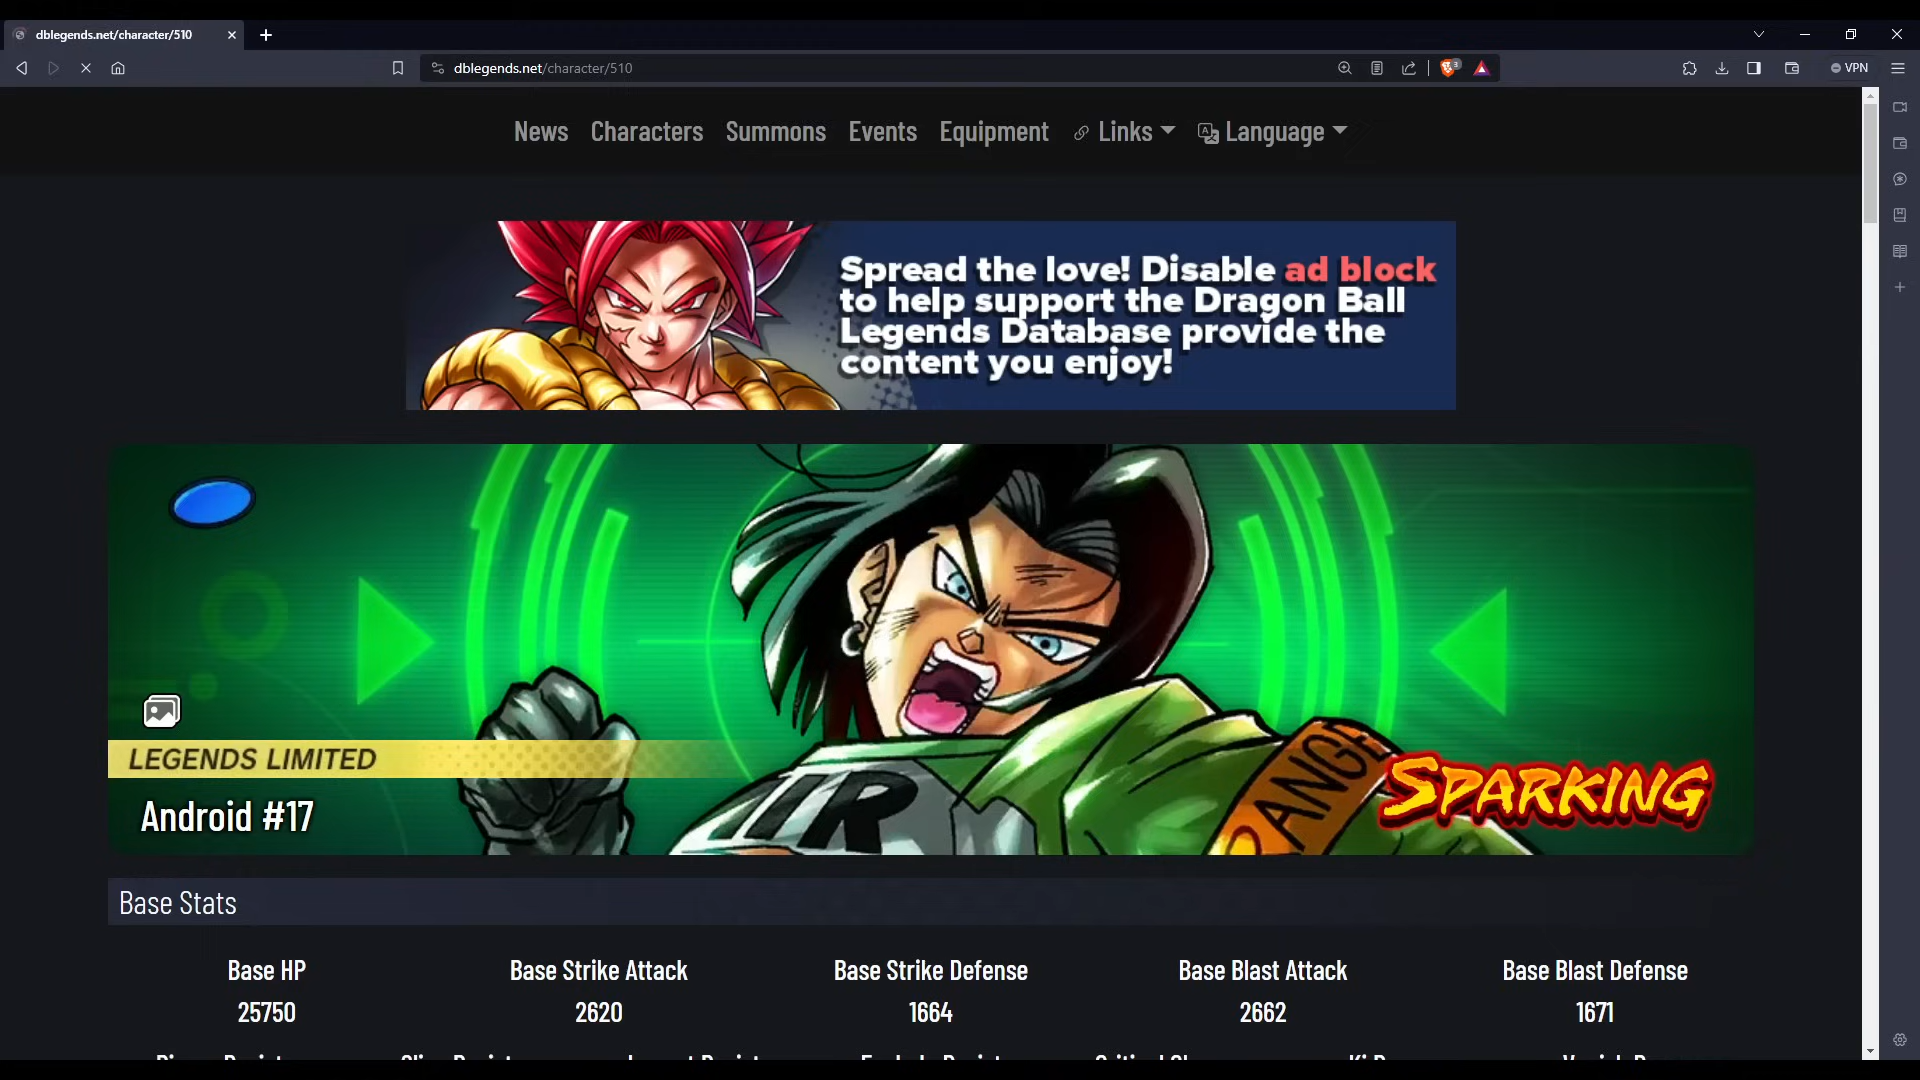 dblegends.net/character/510
dblegends.net/character/510
3
VPN
News Characters Summons Events Equipment Links Language
Spread the love! Disable ad block
to help support the Dragon Ball
Legends Database provide the
content you enjoy!
LEGENDS LIMITED
Android #17
ANGE
IR
SPARKING
Base Stats
Base HP Base Strike Attack Base Strike Defense Base Blast Attack Base Blast Defense
25750 2620 1664 2662 1671